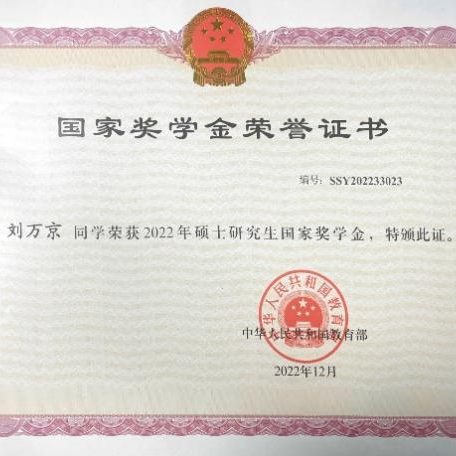 国家奖学金荣誉证书
编号：SSY202233023
刘万京 同学荣获2022年硕士研究生国家奖学金，特颁此证。
中华人民共和国教育部
中华人民共和国教育部
2022年12月